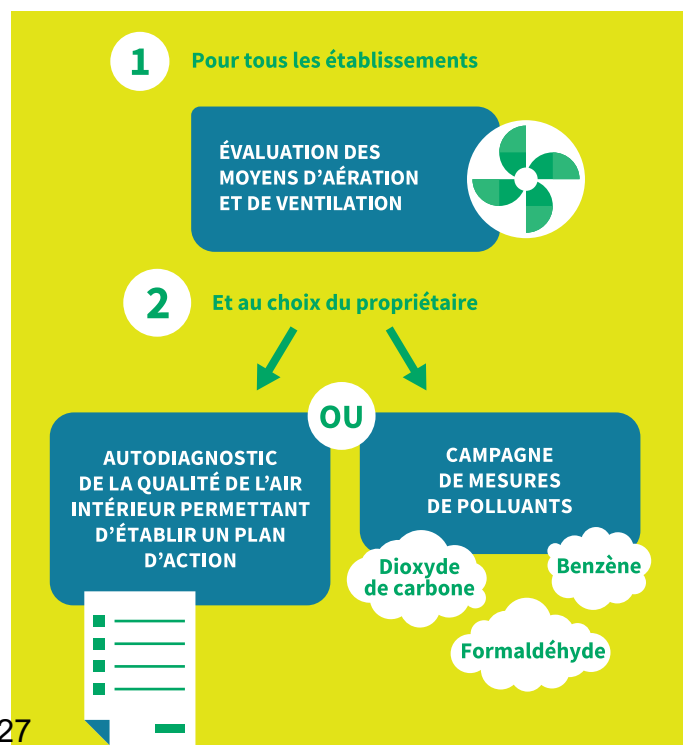 1
Pour tous les établissements
ÉVALUATION DES
MOYENS D'AÉRATION
ET DE VENTILATION
2
Et au choix du propriétaire
OU
AUTODIAGNOSTIC
DE LA QUALITÉ DE L'AIR
INTÉRIEUR PERMETTANT
D'ÉTABLIR UN PLAN
D'ACTION
CAMPAGNE
DE MESURES
DE POLLUANTS
Dioxyde
de carbone
Benzène
Formaldéhyde
27